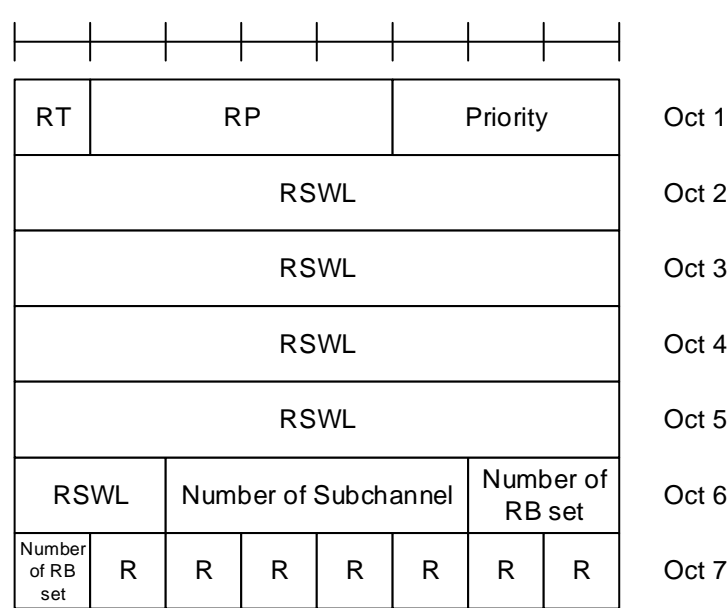 RT RP Priority Oct 1
RSWL Oct 2
RSWL Oct 3
RSWL Oct 4
RSWL Oct 5
RSWL Number of Subchannel Number of RB set Oct 6
Number of RB set R R R R R R R Oct 7